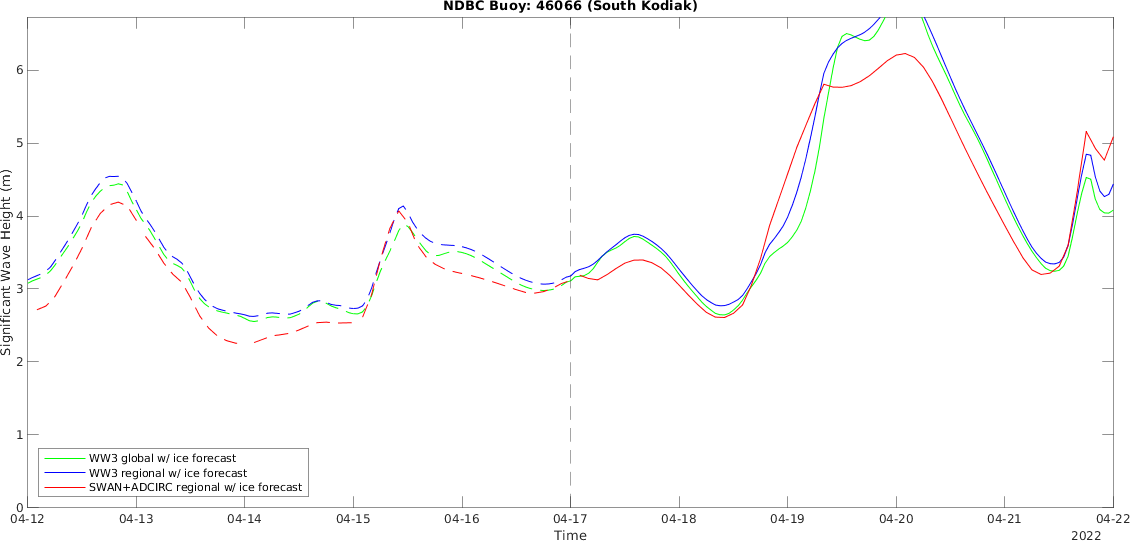 NDBC Buoy: 46066 (South Kodiak)
Significant Wave Height (m)
6
5
4
3
2
1
0
WW3 global w/ ice forecast
WW3 regional w/ ice forecast
SWAN+ADCIRC regional w/ ice forecast
04-12 04-13 04-14 04-15 04-16 04-17 04-18 04-19 04-20 04-21 04-22
Time
2022